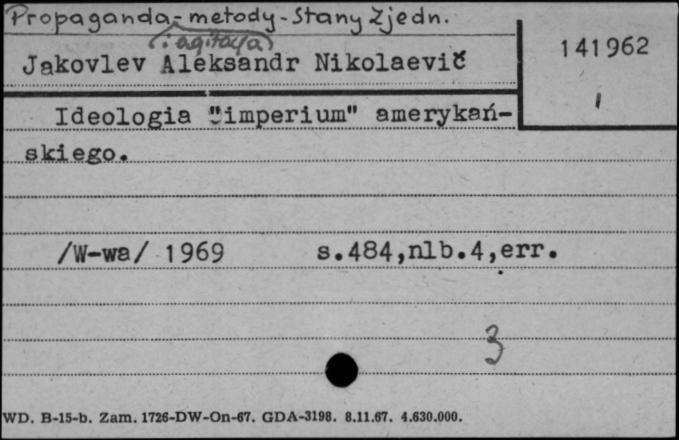 Propaganda - metody - Stany Zjedn.
(i agitacja)
Jakovlev Aleksandr Nikolaevič
141962
1
Ideologia "imperium" amerykań-
skiego.
/W-wa/ 1969 s.484,nlb.4,err.
3
WD. B-15-b. Zam. 1726-DW-On-67. GDA-3198. 8.11.67. 4.630.000.